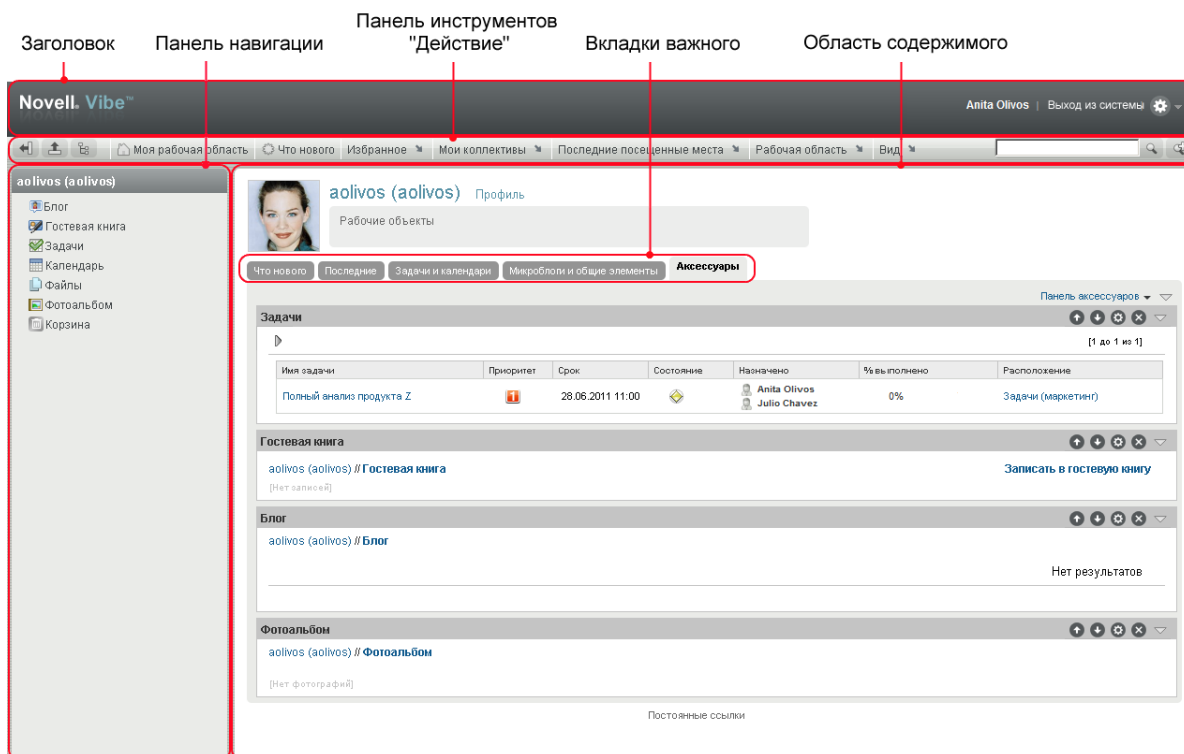 Панель инструментов
Заголовок Панель навигации "Действие" Вкладки важного Область содержимого
Novell® Vibe™
Anita Olivos | Выход из системы
Моя рабочая область Что нового Избранное Мои коллективы Последние посещенные места Рабочая область Вид
aolivos (aolivos)
Блог
Гостевая книга
Задачи
Календарь
Файлы
Фотоальбом
Корзина
aolivos (aolivos) Профиль
Рабочие объекты
Что нового Последние Задачи и календари Микроблоги и общие элементы Аксессуары
Панель аксессуаров
Задачи
[1 до 1 из 1]
Имя задачи Приоритет Срок Состояние Назначено % выполнено Расположение
Полный анализ продукта Z 28.06.2011 11:00 Anita Olivos 0% Задачи (маркетинг)
Julio Chavez
Гостевая книга
aolivos (aolivos) // Гостевая книга Записать в гостевую книгу
[Нет записей]
Блог
aolivos (aolivos) // Блог
Нет результатов
Фотоальбом
aolivos (aolivos) // Фотоальбом
[Нет фотографий]
Постоянные ссылки